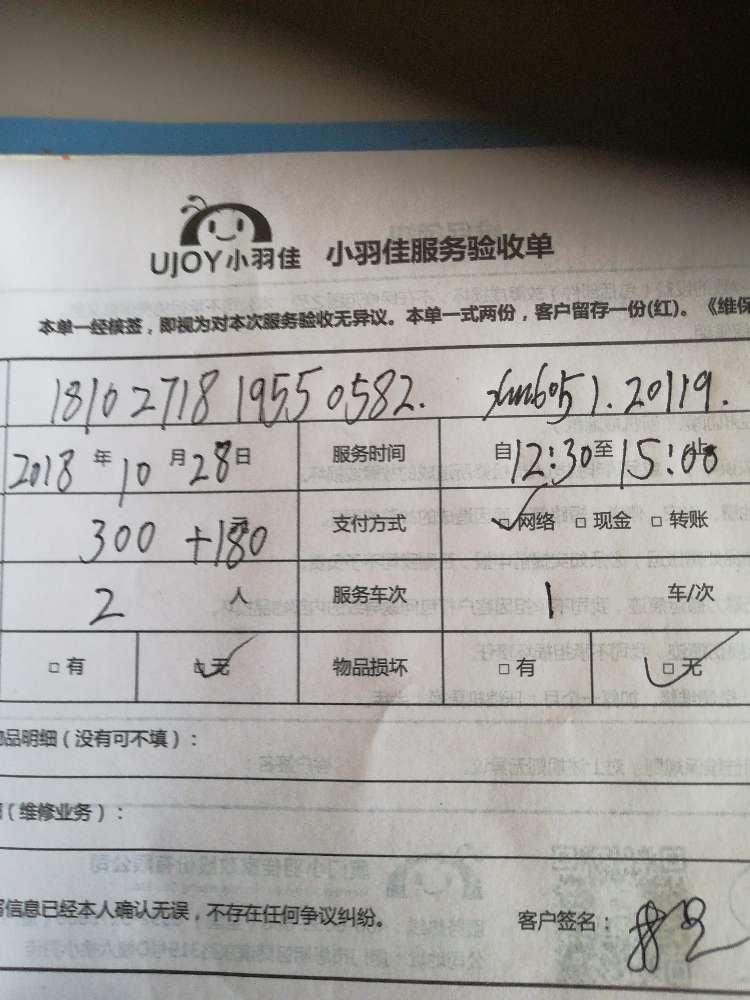 UJOY小羽佳 小羽佳服务验收单
本单一经核签，即视为对本次服务验收无异议。本单一式两份，客户留存一份(红)。《维保
181027181955 0582.
2018 年 10 月 28 日 服务时间 自 12:30 至 15:00 止
300 +180 支付方式 □ 网络 □ 现金 □ 转账
2 人 服务车次 1 车/次
□ 有 □ 无 物品损坏 □ 有 □ 无
品明细（没有可不填）：
（维修业务）：
写信息已经本人确认无误，不存在任何争议纠纷。 客户签名：